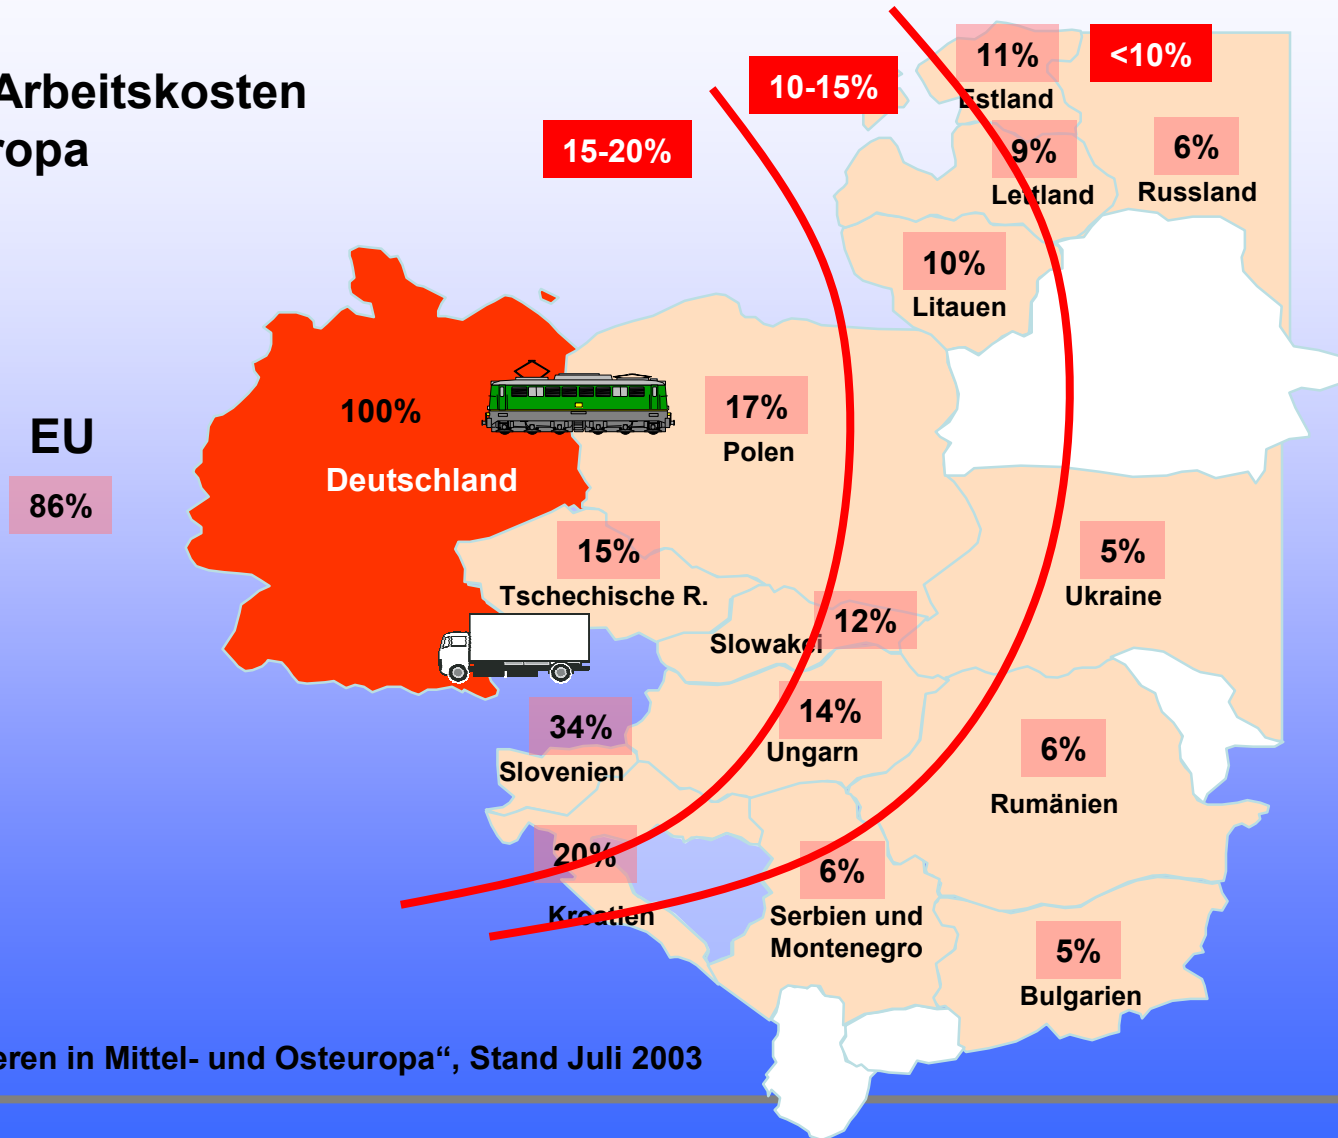 Arbeitskosten
ropa
15-20%
10-15%
<10%
11%
Estland
9%
Lettland
6%
Russland
10%
Litauen
EU
86%
100%
Deutschland
17%
Polen
15%
Tschechische R.
12%
Slowakei
5%
Ukraine
34%
Slovenien
14%
Ungarn
6%
Rumänien
20%
Kroatien
6%
Serbien und
Montenegro
5%
Bulgarien
eren in Mittel- und Osteuropa“, Stand Juli 2003